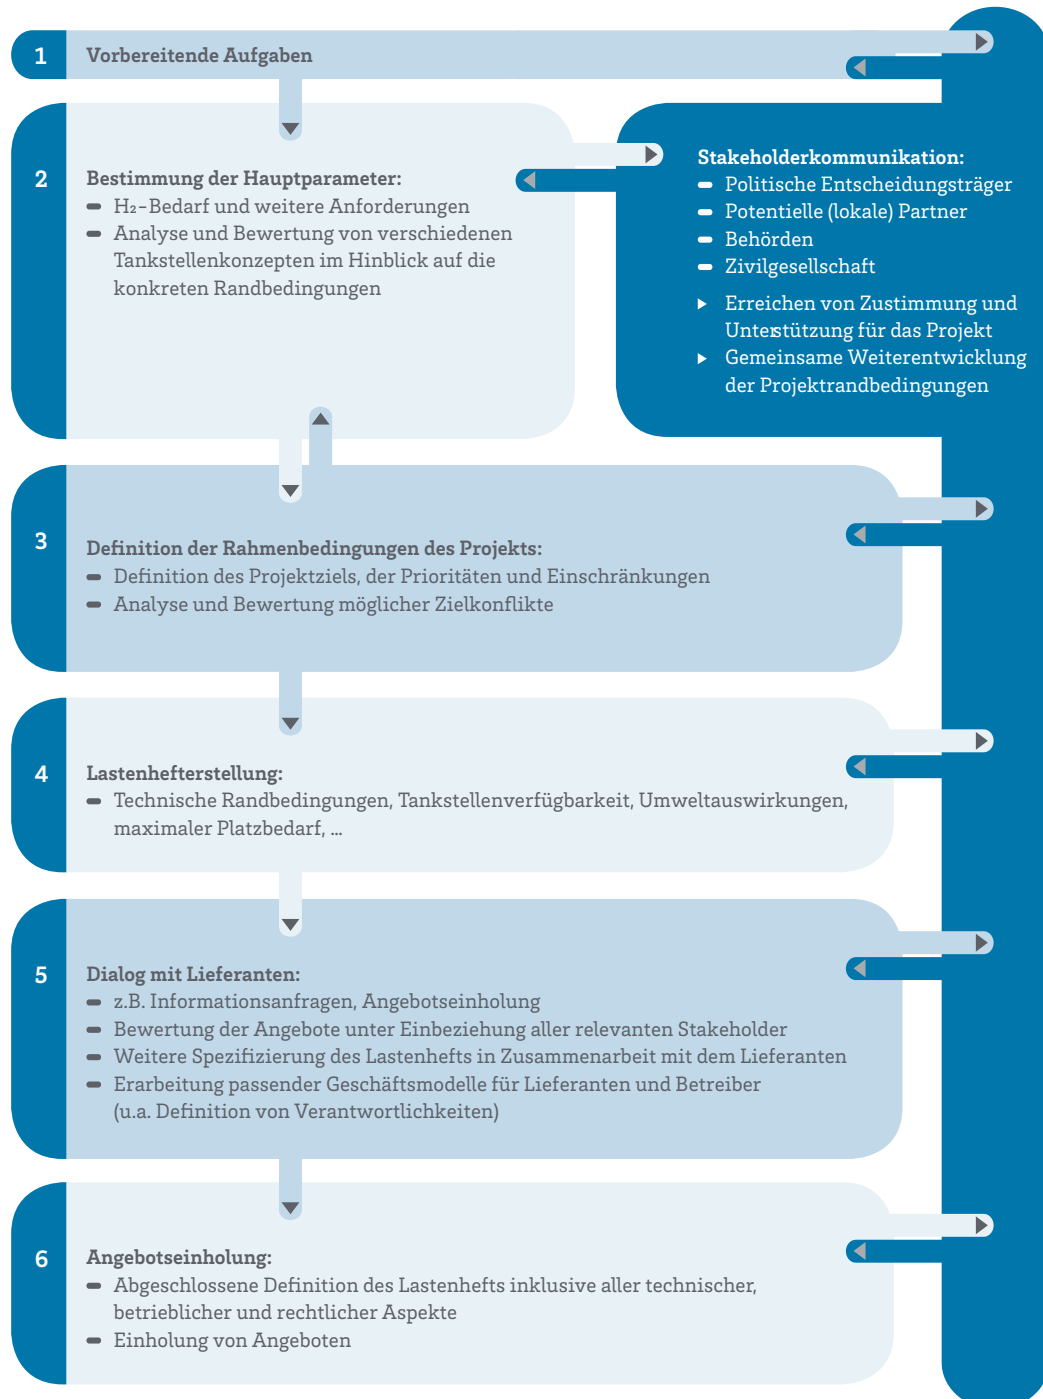 1
Vorbereitende Aufgaben
2
Bestimmung der Hauptparameter:
H₂-Bedarf und weitere Anforderungen
Analyse und Bewertung von verschiedenen
Tankstellenkonzepten im Hinblick auf die
konkreten Randbedingungen
Stakeholderkommunikation:
Politische Entscheidungsträger
Potentielle (lokale) Partner
Behörden
Zivilgesellschaft
Erreichen von Zustimmung und
Unterstützung für das Projekt
Gemeinsame Weiterentwicklung
der Projektrandbedingungen
3
Definition der Rahmenbedingungen des Projekts:
Definition des Projektziels, der Prioritäten und Einschränkungen
Analyse und Bewertung möglicher Zielkonflikte
4
Lastenhefterstellung:
Technische Randbedingungen, Tankstellenverfügbarkeit, Umweltauswirkungen,
maximaler Platzbedarf, ...
5
Dialog mit Lieferanten:
z.B. Informationsanfragen, Angebotseinholung
Bewertung der Angebote unter Einbeziehung aller relevanten Stakeholder
Weitere Spezifizierung des Lastenhefts in Zusammenarbeit mit dem Lieferanten
Erarbeitung passender Geschäftsmodelle für Lieferanten und Betreiber
(u.a. Definition von Verantwortlichkeiten)
6
Angebotseinholung:
Abgeschlossene Definition des Lastenhefts inklusive aller technischer,
betrieblicher und rechtlicher Aspekte
Einholung von Angeboten